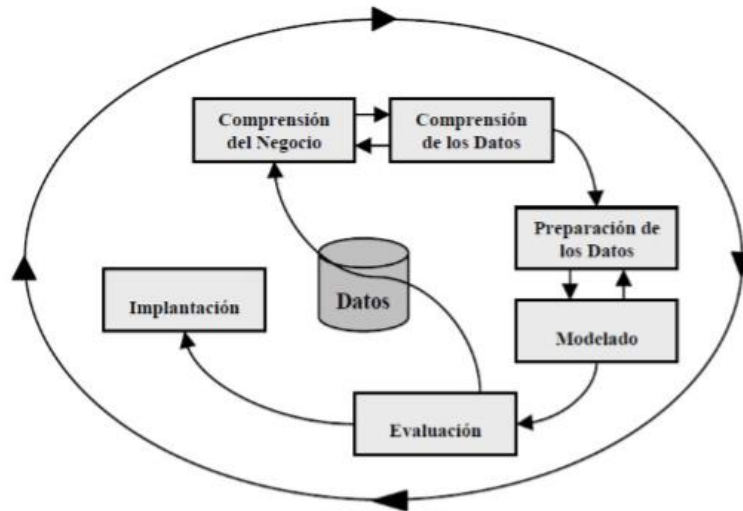 Comprensión
del Negocio
Comprensión
de los Datos
Preparación de
los Datos
Modelado
Evaluación
Implantación
Datos